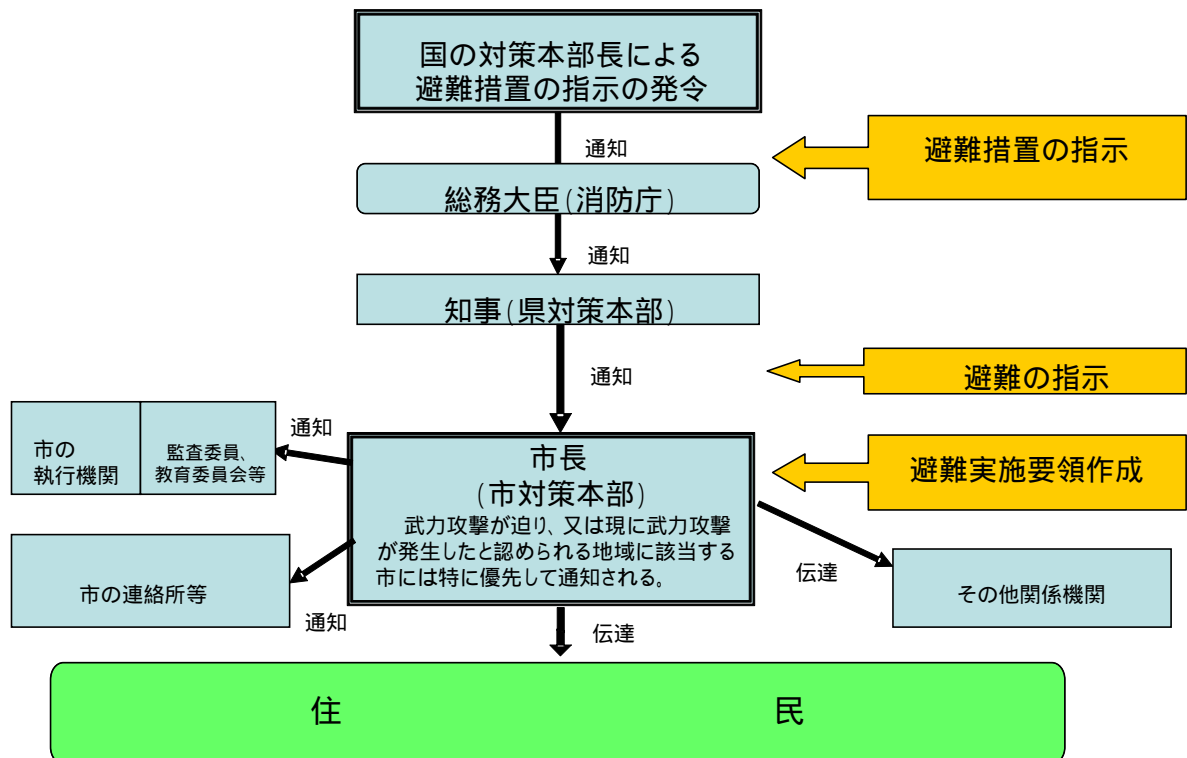 国の対策本部長による
避難措置の指示の発令
通知
避難措置の指示
総務大臣(消防庁)
通知
知事(県対策本部)
通知
避難の指示
市の
執行機関
監査委員、
教育委員会等
通知
市長
(市対策本部)
武力攻撃が迫り、又は現に武力攻撃
が発生したと認められる地域に該当する
市には特に優先して通知される。
避難実施要領作成
市の連絡所等
通知
伝達
その他関係機関
伝達
住 民